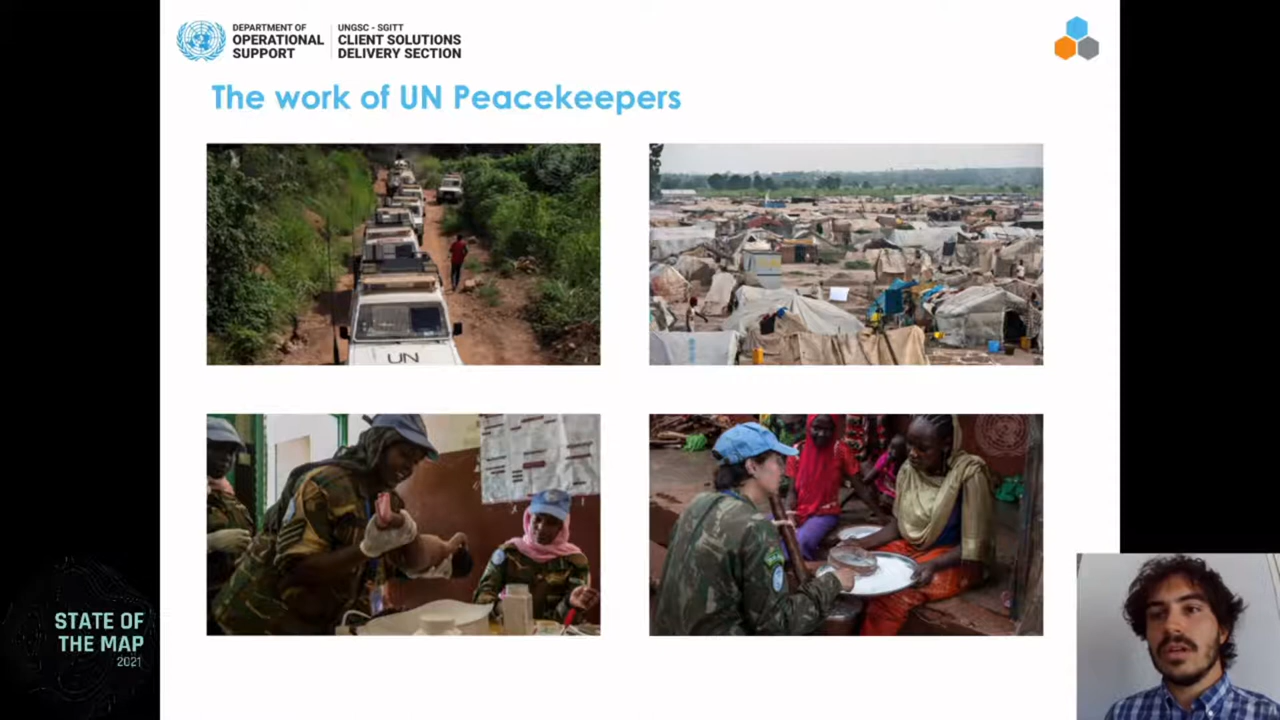 DEPARTMENT OF
OPERATIONAL
SUPPORT
UNGSC - SGITT
CLIENT SOLUTIONS
DELIVERY SECTION
The work of UN Peacekeepers
UN
STATE OF
THE MAP
2021